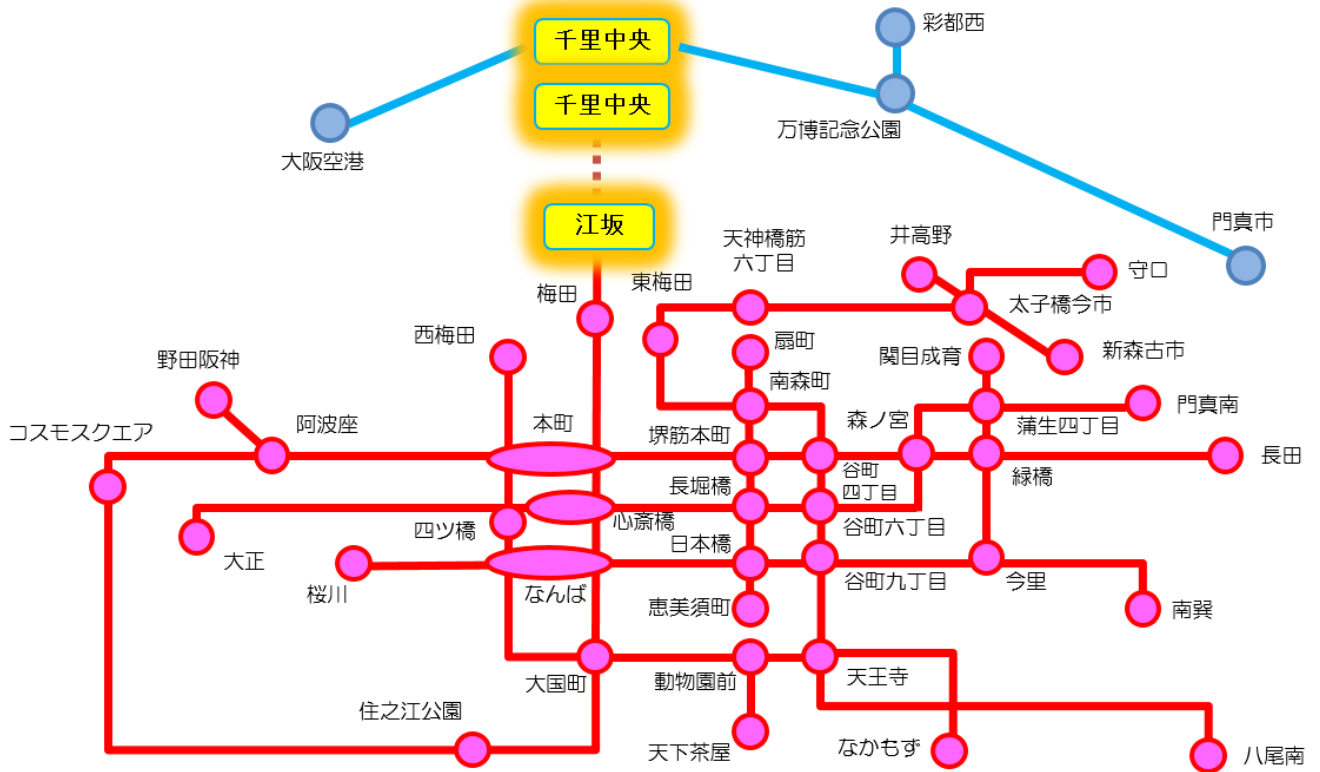 千里中央
彩都西
千里中央
万博記念公園
大阪空港
江坂
門真市
天神橋筋
六丁目
井高野
守口
東梅田
梅田
太子橋今市
西梅田
扇町
関目成育
新森古市
野田阪神
南森町
門真南
コスモスクエア
阿波座
本町
堺筋本町
森ノ宮
蒲生四丁目
長田
緑橋
長堀橋
谷町
四丁目
四ツ橋
心斎橋
谷町六丁目
大正
日本橋
桜川
なんば
谷町九丁目
今里
恵美須町
南巽
大国町
動物園前
天王寺
住之江公園
天下茶屋
なかもず
八尾南